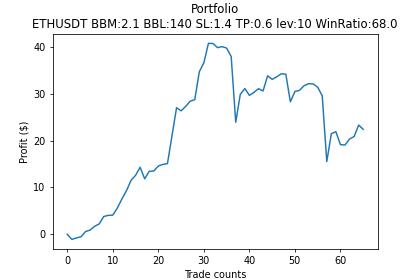 Portfolio
ETHUSDT BBM:2.1 BBL:140 SL:1.4 TP:0.6 lev:10 WinRatio:68.0
40
30
20
10
0
Profit ($)
0 10 20 30 40 50 60
Trade counts